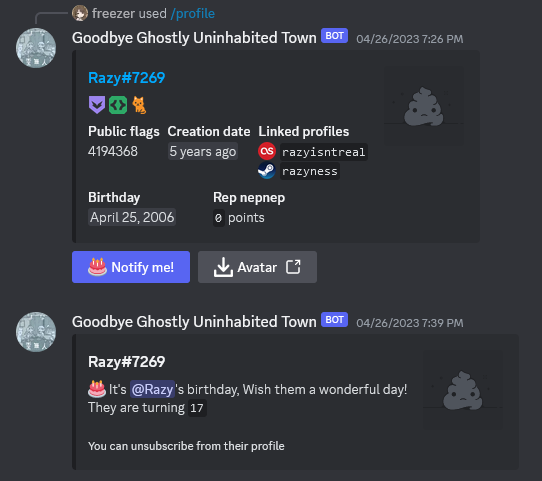 freezer used /profile
Goodbye Ghostly Uninhabited Town BOT 04/26/2023 7:26 PM
Razy#7269
Public flags Creation date Linked profiles
4194368 5 years ago razyisntreal
razyness
Birthday Rep nepnep
April 25, 2006 0 points
Notify me! Avatar
Goodbye Ghostly Uninhabited Town BOT 04/26/2023 7:39 PM
Razy#7269
It's @Razy's birthday, Wish them a wonderful day!
They are turning 17
You can unsubscribe from their profile